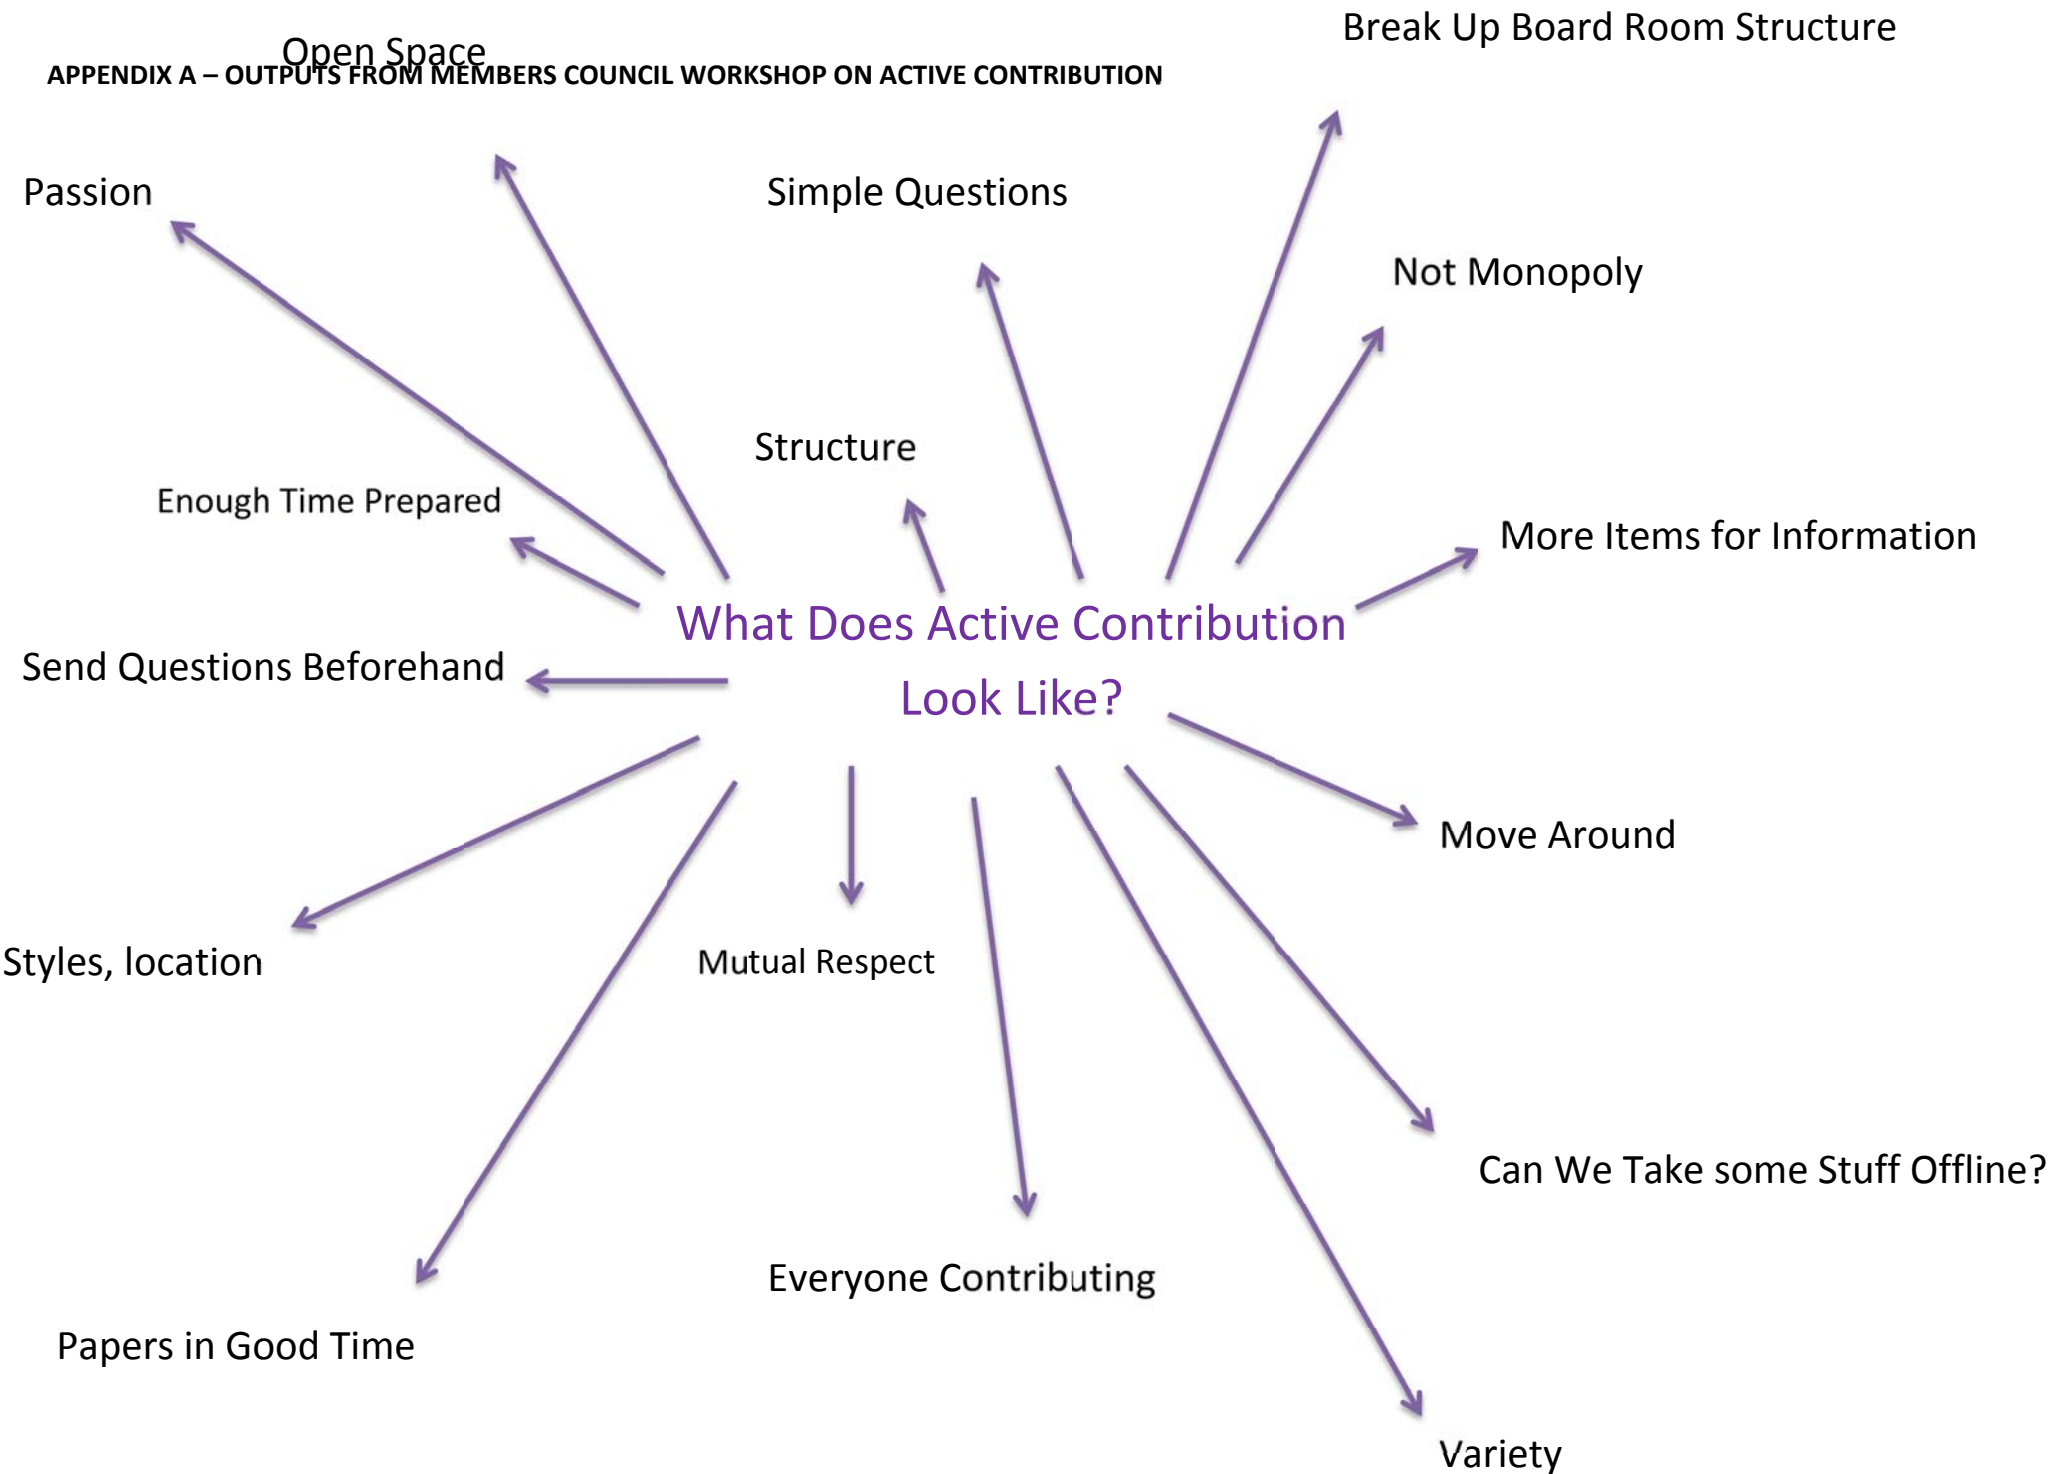 Break Up Board Room Structure
Open Space
APPENDIX A – OUTPUTS FROM MEMBERS COUNCIL WORKSHOP ON ACTIVE CONTRIBUTION
Passion
Simple Questions
Not Monopoly
Structure
Enough Time Prepared
More Items for Information
What Does Active Contribution
Look Like?
Send Questions Beforehand
Move Around
Styles, location
Mutual Respect
Can We Take some Stuff Offline?
Everyone Contributing
Papers in Good Time
Variety